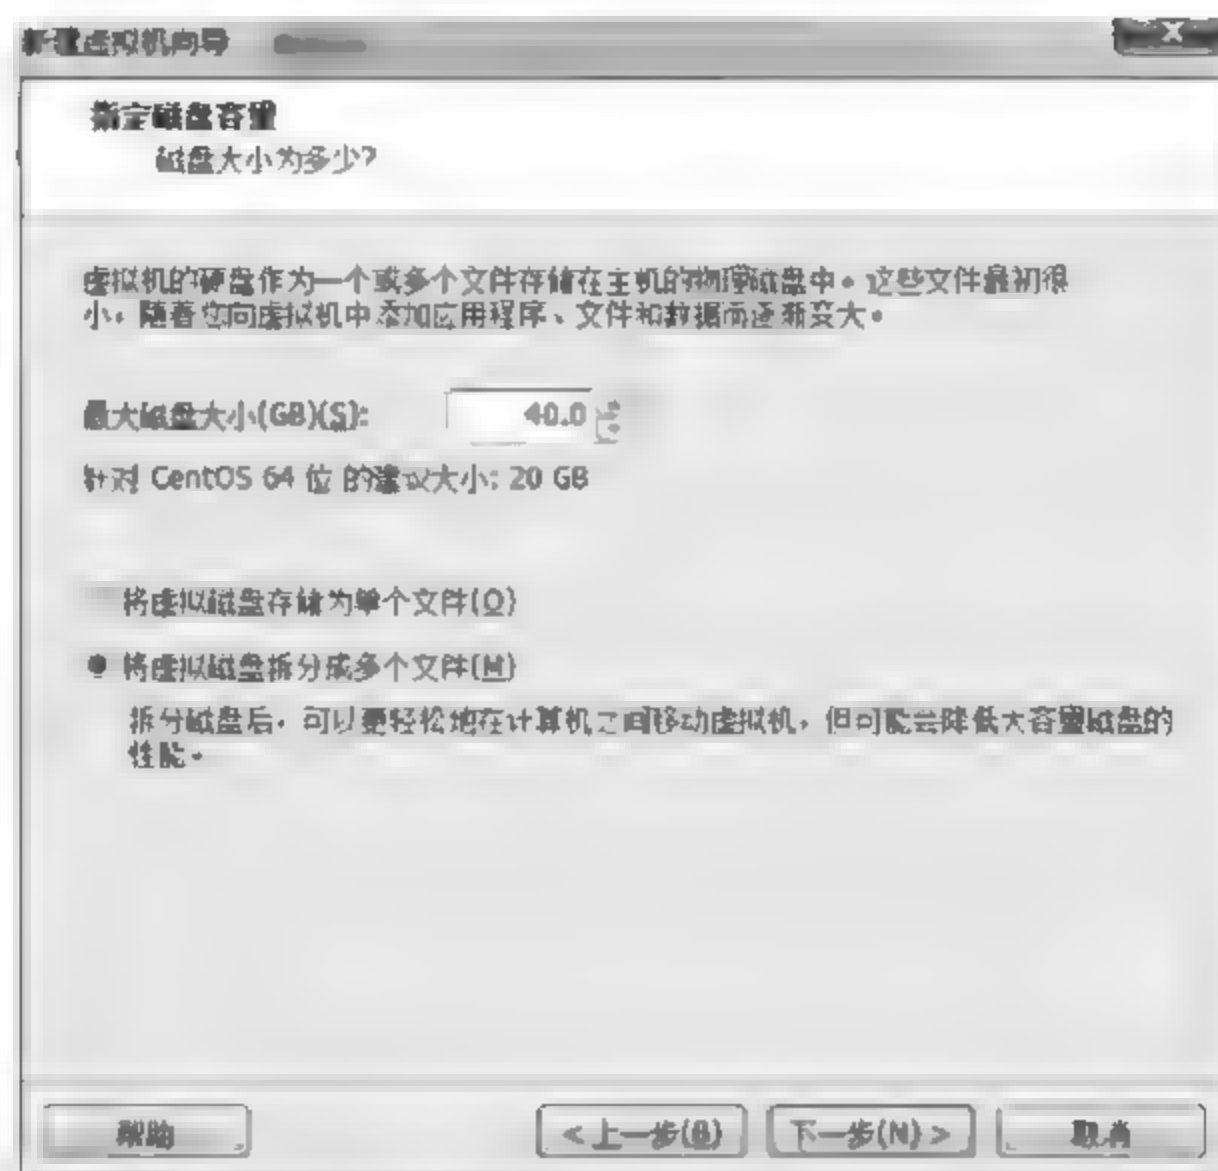 新建虚拟机向导
指定磁盘容量
磁盘大小为多少?
虚拟机的硬盘作为一个或多个文件存储在主机的物理磁盘中。这些文件最初很
小，随着您向虚拟机中添加应用程序、文件和数据而逐渐变大。
最大磁盘大小(GB)(S): 40.0
针对 CentOS 64 位 的建议大小: 20 GB
将虚拟磁盘存储为单个文件(O)
将虚拟磁盘拆分成多个文件(M)
拆分磁盘后，可以更轻松地在计算机之间移动虚拟机，但可能会降低大容量磁盘的
性能。
帮助 < 上一步(B) 下一步(N) > 取消